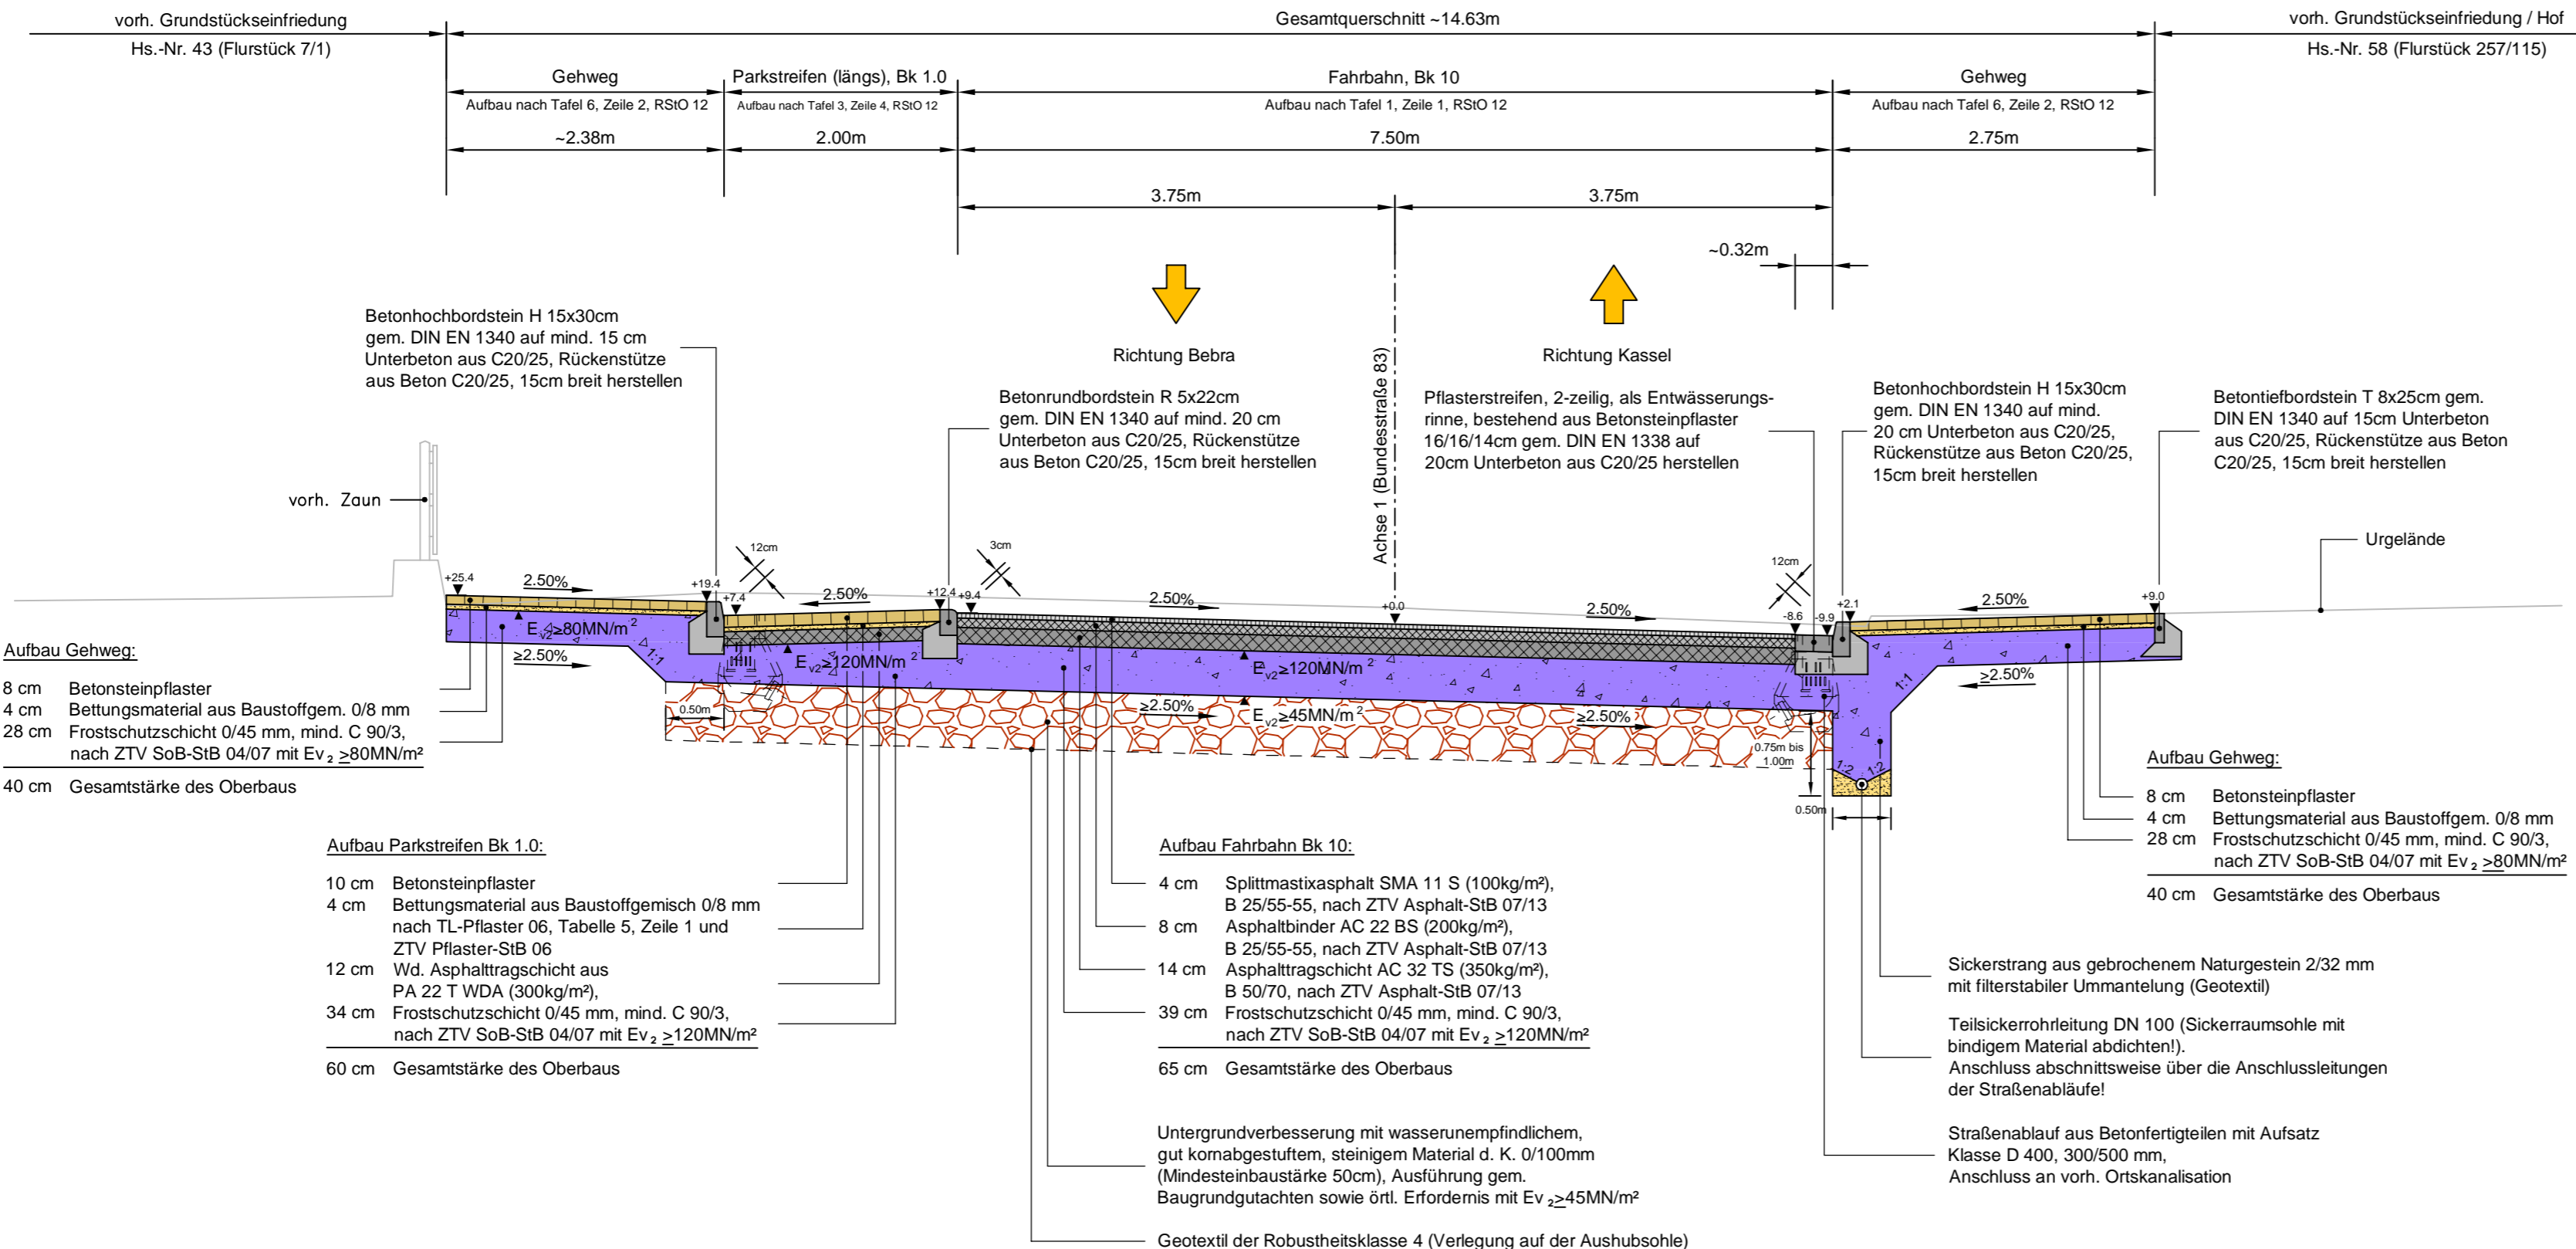 vorh. Grundstückseinfriedung
Hs.-Nr. 43 (Flurstück 7/1)
Gesamtquerschnitt ~14.63m
vorh. Grundstückseinfriedung / Hof
Hs.-Nr. 58 (Flurstück 257/115)
Gehweg
Aufbau nach Tafel 6, Zeile 2, RStO 12
~2.38m
Parkstreifen (längs), Bk 1.0
Aufbau nach Tafel 3, Zeile 4, RStO 12
2.00m
Fahrbahn, Bk 10
Aufbau nach Tafel 1, Zeile 1, RStO 12
7.50m
Gehweg
Aufbau nach Tafel 6, Zeile 2, RStO 12
2.75m
3.75m
3.75m
~0.32m
Richtung Bebra
Richtung Kassel
Achse 1 (Bundesstraße 83)
Betonhochbordstein H 15x30cm
gem. DIN EN 1340 auf mind. 15 cm
Unterbeton aus C20/25, Rückenstütze
aus Beton C20/25, 15cm breit herstellen
Betonrundbordstein R 5x22cm
gem. DIN EN 1340 auf mind. 20 cm
Unterbeton aus C20/25, Rückenstütze
aus Beton C20/25, 15cm breit herstellen
Pflasterstreifen, 2-zeilig, als Entwässerungs-
rinne, bestehend aus Betonsteinpflaster
16/16/14cm gem. DIN EN 1338 auf
20cm Unterbeton aus C20/25 herstellen
Betonhochbordstein H 15x30cm
gem. DIN EN 1340 auf mind.
20 cm Unterbeton aus C20/25,
Rückenstütze aus Beton C20/25,
15cm breit herstellen
Betontiefbordstein T 8x25cm gem.
DIN EN 1340 auf 15cm Unterbeton
aus C20/25, Rückenstütze aus Beton
C20/25, 15cm breit herstellen
vorh. Zaun
Urgelände
12cm
3cm
12cm
+25.4
2.50%
+19.4
+7.4
2.50%
+12.4
+9.4
2.50%
+0.0
2.50%
-8.6
-9.9
+2.1
2.50%
+9.0
Ev2≥80MN/m²
≥2.50%
1:1
Ev2≥120MN/m²
Ev2≥120MN/m²
0.50m
≥2.50%
Ev2≥45MN/m²
≥2.50%
0.75m bis
1.00m
0.50m
1:2
1:2
1:1
≥2.50%
Aufbau Gehweg:
8 cm Betonsteinpflaster
4 cm Bettungsmaterial aus Baustoffgem. 0/8 mm
28 cm Frostschutzschicht 0/45 mm, mind. C 90/3,
nach ZTV SoB-StB 04/07 mit Ev₂ ≥80MN/m²
40 cm Gesamtstärke des Oberbaus
Aufbau Parkstreifen Bk 1.0:
10 cm Betonsteinpflaster
4 cm Bettungsmaterial aus Baustoffgemisch 0/8 mm
nach TL-Pflaster 06, Tabelle 5, Zeile 1 und
ZTV Pflaster-StB 06
12 cm Wd. Asphalttragschicht aus
PA 22 T WDA (300kg/m²),
34 cm Frostschutzschicht 0/45 mm, mind. C 90/3,
nach ZTV SoB-StB 04/07 mit Ev₂ ≥120MN/m²
60 cm Gesamtstärke des Oberbaus
Aufbau Fahrbahn Bk 10:
4 cm Splittmastixasphalt SMA 11 S (100kg/m²),
B 25/55-55, nach ZTV Asphalt-StB 07/13
8 cm Asphaltbinder AC 22 BS (200kg/m²),
B 25/55-55, nach ZTV Asphalt-StB 07/13
14 cm Asphalttragschicht AC 32 TS (350kg/m²),
B 50/70, nach ZTV Asphalt-StB 07/13
39 cm Frostschutzschicht 0/45 mm, mind. C 90/3,
nach ZTV SoB-StB 04/07 mit Ev₂ ≥120MN/m²
65 cm Gesamtstärke des Oberbaus
Untergrundverbesserung mit wasserunempfindlichem,
gut kornabgestuftem, steinigem Material d. K. 0/100mm
(Mindesteinbaustärke 50cm), Ausführung gem.
Baugrundgutachten sowie örtl. Erfordernis mit Ev₂≥45MN/m²
Geotextil der Robustheitsklasse 4 (Verlegung auf der Aushubsohle)
Aufbau Gehweg:
8 cm Betonsteinpflaster
4 cm Bettungsmaterial aus Baustoffgem. 0/8 mm
28 cm Frostschutzschicht 0/45 mm, mind. C 90/3,
nach ZTV SoB-StB 04/07 mit Ev₂ ≥80MN/m²
40 cm Gesamtstärke des Oberbaus
Sickerstrang aus gebrochenem Naturgestein 2/32 mm
mit filterstabiler Ummantelung (Geotextil)
Teilsickerrohrleitung DN 100 (Sickerraumsohle mit
bindigem Material abdichten!).
Anschluss abschnittsweise über die Anschlussleitungen
der Straßenabläufe!
Straßenablauf aus Betonfertigteilen mit Aufsatz
Klasse D 400, 300/500 mm,
Anschluss an vorh. Ortskanalisation